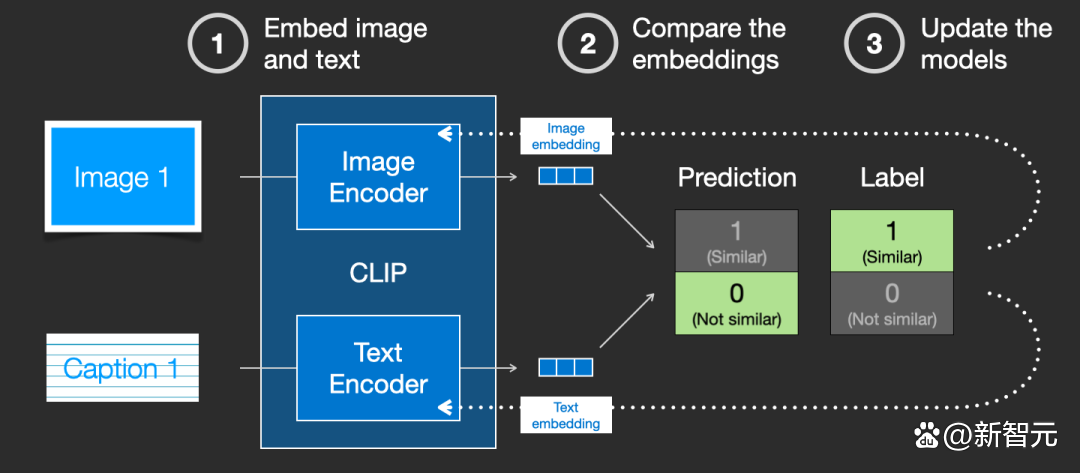 1
Embed image
and text
2
Compare the
embeddings
3
Update the
models
Image 1
Image
Encoder
CLIP
Caption 1
Text
Encoder
Image
embedding
Text
embedding
Prediction
1
(Similar)
0
(Not similar)
Label
1
(Similar)
0
(Not similar)
du
@新智元